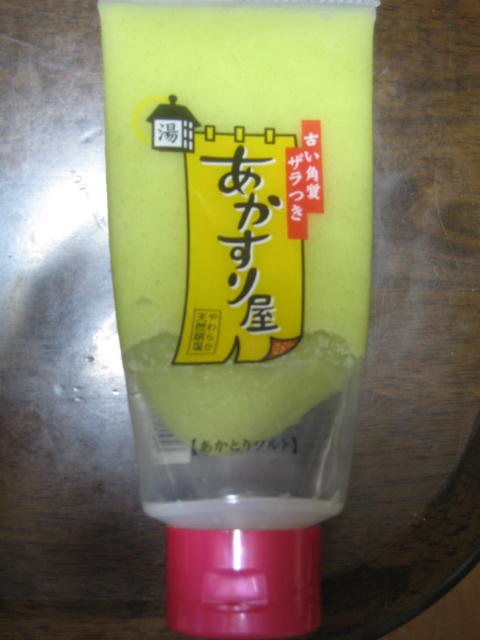 湯
古い角質
ザラつき
あかすり屋
やわらか
天然明塩
【あかとりソルト】